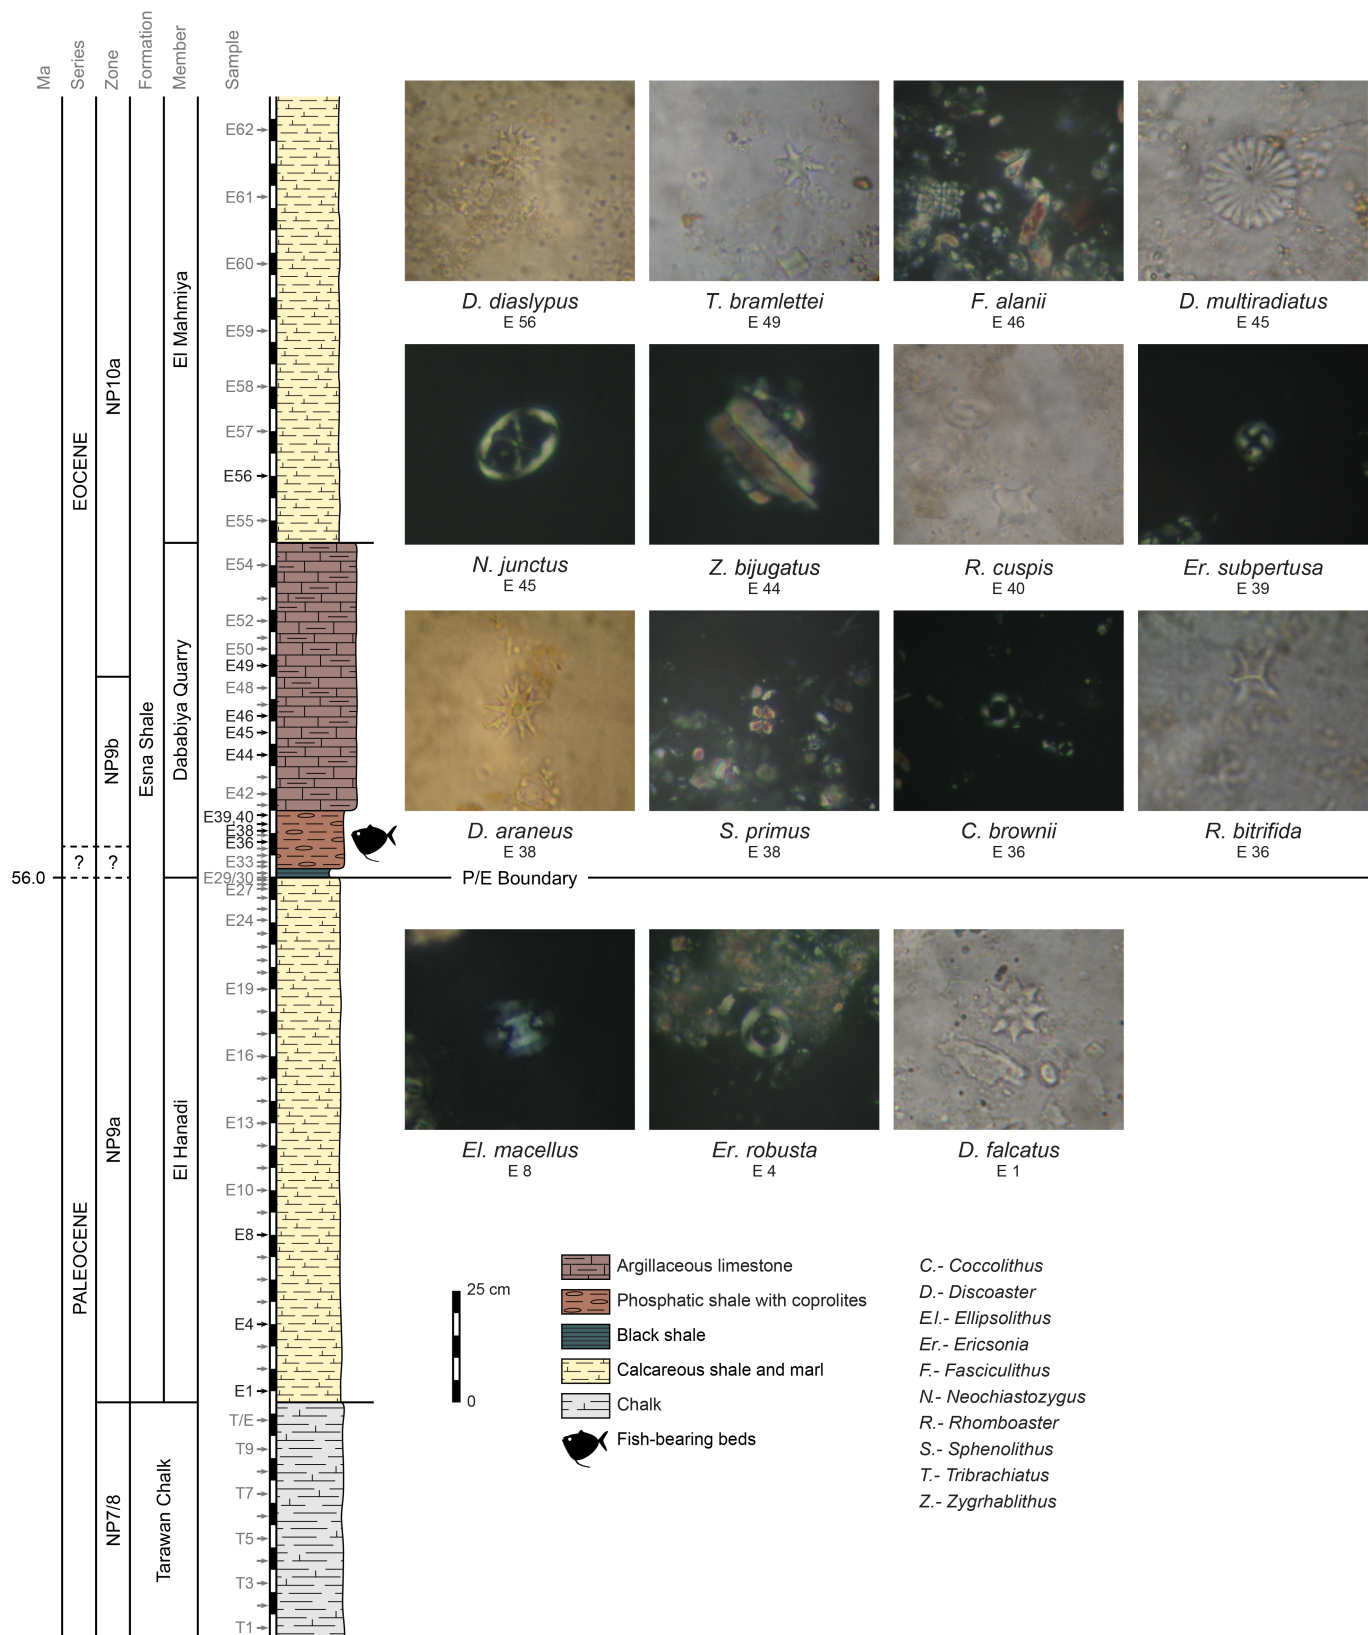 Ma
Series
Zone
Formation
Member
Sample
EOCENE
PALEOCENE
?
56.0
NP10a
NP9b
?
NP9a
NP7/8
Esna Shale
Tarawan Chalk
El Mahmiya
Dababiya Quarry
El Hanadi
E62
E61
E60
E59
E58
E57
E56
E55
E54
E52
E50
E49
E48
E46
E45
E44
E42
E39,40
E38
E36
E33
E29/30
E27
E24
E19
E16
E13
E10
E8
E4
E1
T/E
T9
T7
T5
T3
T1
D. diaslypus
E 56
T. bramlettei
E 49
F. alanii
E 46
D. multiradiatus
E 45
N. junctus
E 45
Z. bijugatus
E 44
R. cuspis
E 40
Er. subpertusa
E 39
D. araneus
E 38
S. primus
E 38
C. brownii
E 36
R. bitrifida
E 36
P/E Boundary
El. macellus
E 8
Er. robusta
E 4
D. falcatus
E 1
25 cm
0
Argillaceous limestone
Phosphatic shale with coprolites
Black shale
Calcareous shale and marl
Chalk
Fish-bearing beds
C.- Coccolithus
D.- Discoaster
E.l.- Ellipsolithus
Er.- Ericsonia
F.- Fasciculithus
N.- Neochiastozygus
R.- Rhomboaster
S.- Sphenolithus
T.- Tribrachiatus
Z.- Zygrhablithus